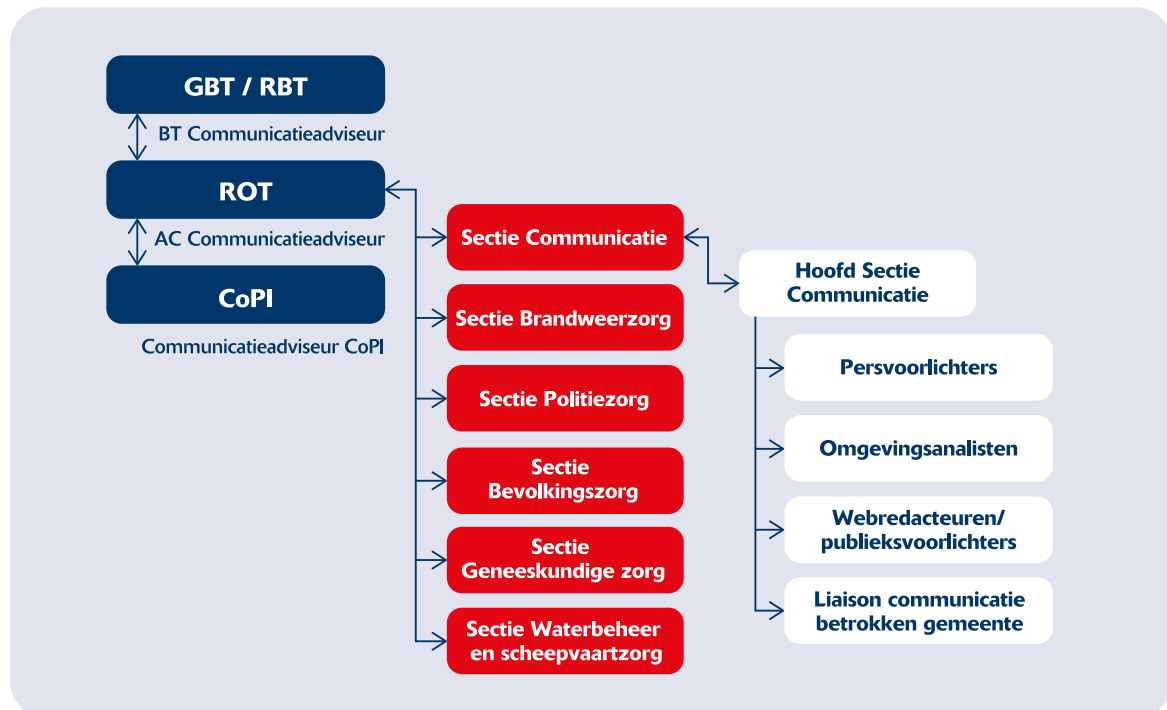 GBT / RBT
BT Communicatieadviseur
ROT
AC Communicatieadviseur
CoPI
Communicatieadviseur CoPI
Sectie Communicatie
Sectie Brandweerzorg
Sectie Politiezorg
Sectie
Bevolkingszorg
Sectie
Geneeskundige zorg
Sectie Waterbeheer
en scheepvaartzorg
Hoofd Sectie
Communicatie
Persvoorlichters
Omgevingsanalisten
Webredacteuren/
publieksvoorlichters
Liaison communicatie
betrokken gemeente